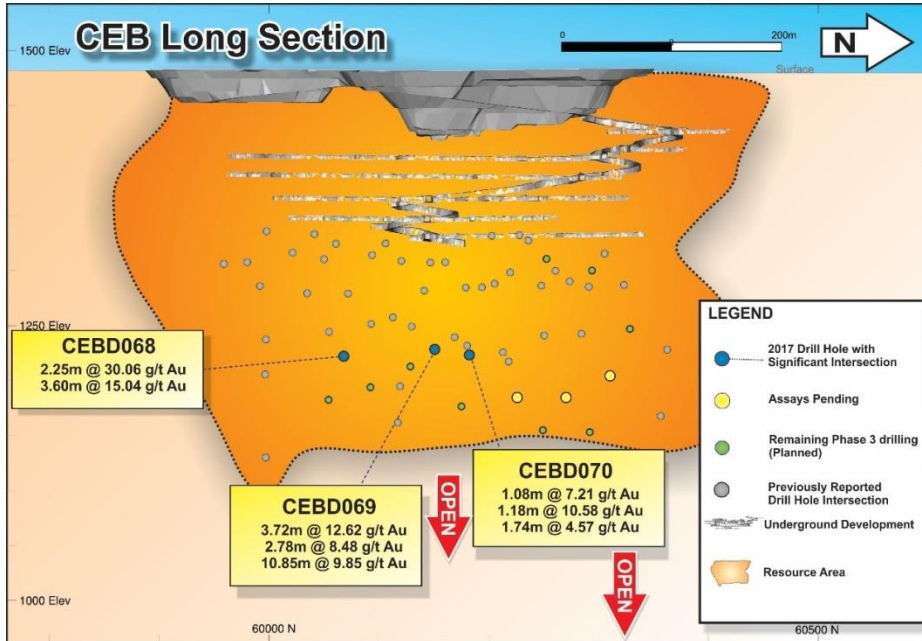 CEB Long Section
0
0
200m
N
Surface
1500 Elev
1250 Elev
CEBD068
2.25m @ 30.06 g/t Au
3.60m @ 15.04 g/t Au
CEBD069
3.72m @ 12.62 g/t Au
2.78m @ 8.48 g/t Au
10.85m @ 9.85 g/t Au
OPEN
CEBD070
1.08m @ 7.21 g/t Au
1.18m @ 10.58 g/t Au
1.74m @ 4.57 g/t Au
OPEN
LEGEND
2017 Drill Hole with
Significant Intersection
Assays Pending
Remaining Phase 3 drilling
(Planned)
Previously Reported
Drill Hole Intersection
Underground Development
Resource Area
1000 Elev
60000 N
60500 N